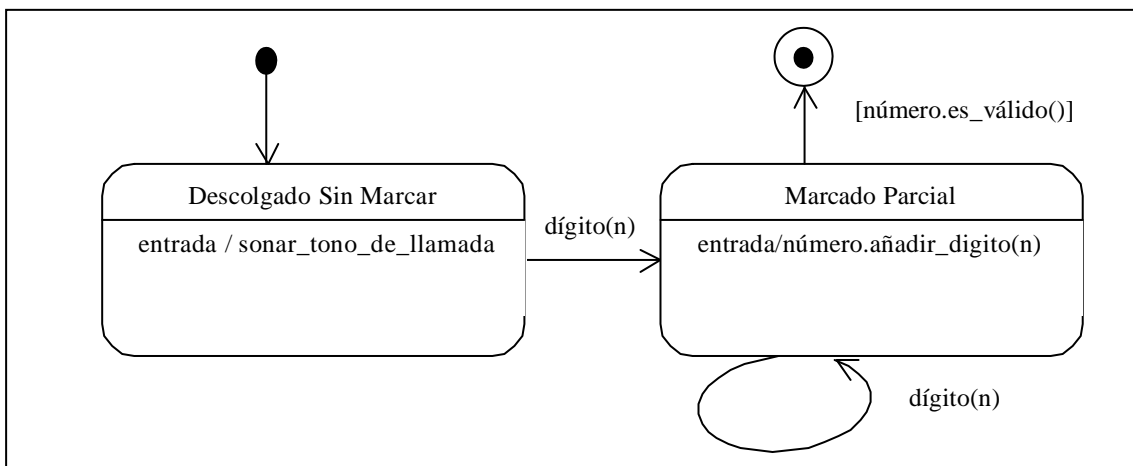 [número.es_válido()]
Descolgado Sin Marcar
Marcado Parcial
entrada / sonar_tono_de_llamada
dígito(n)
entrada/número.añadir_digito(n)
dígito(n)